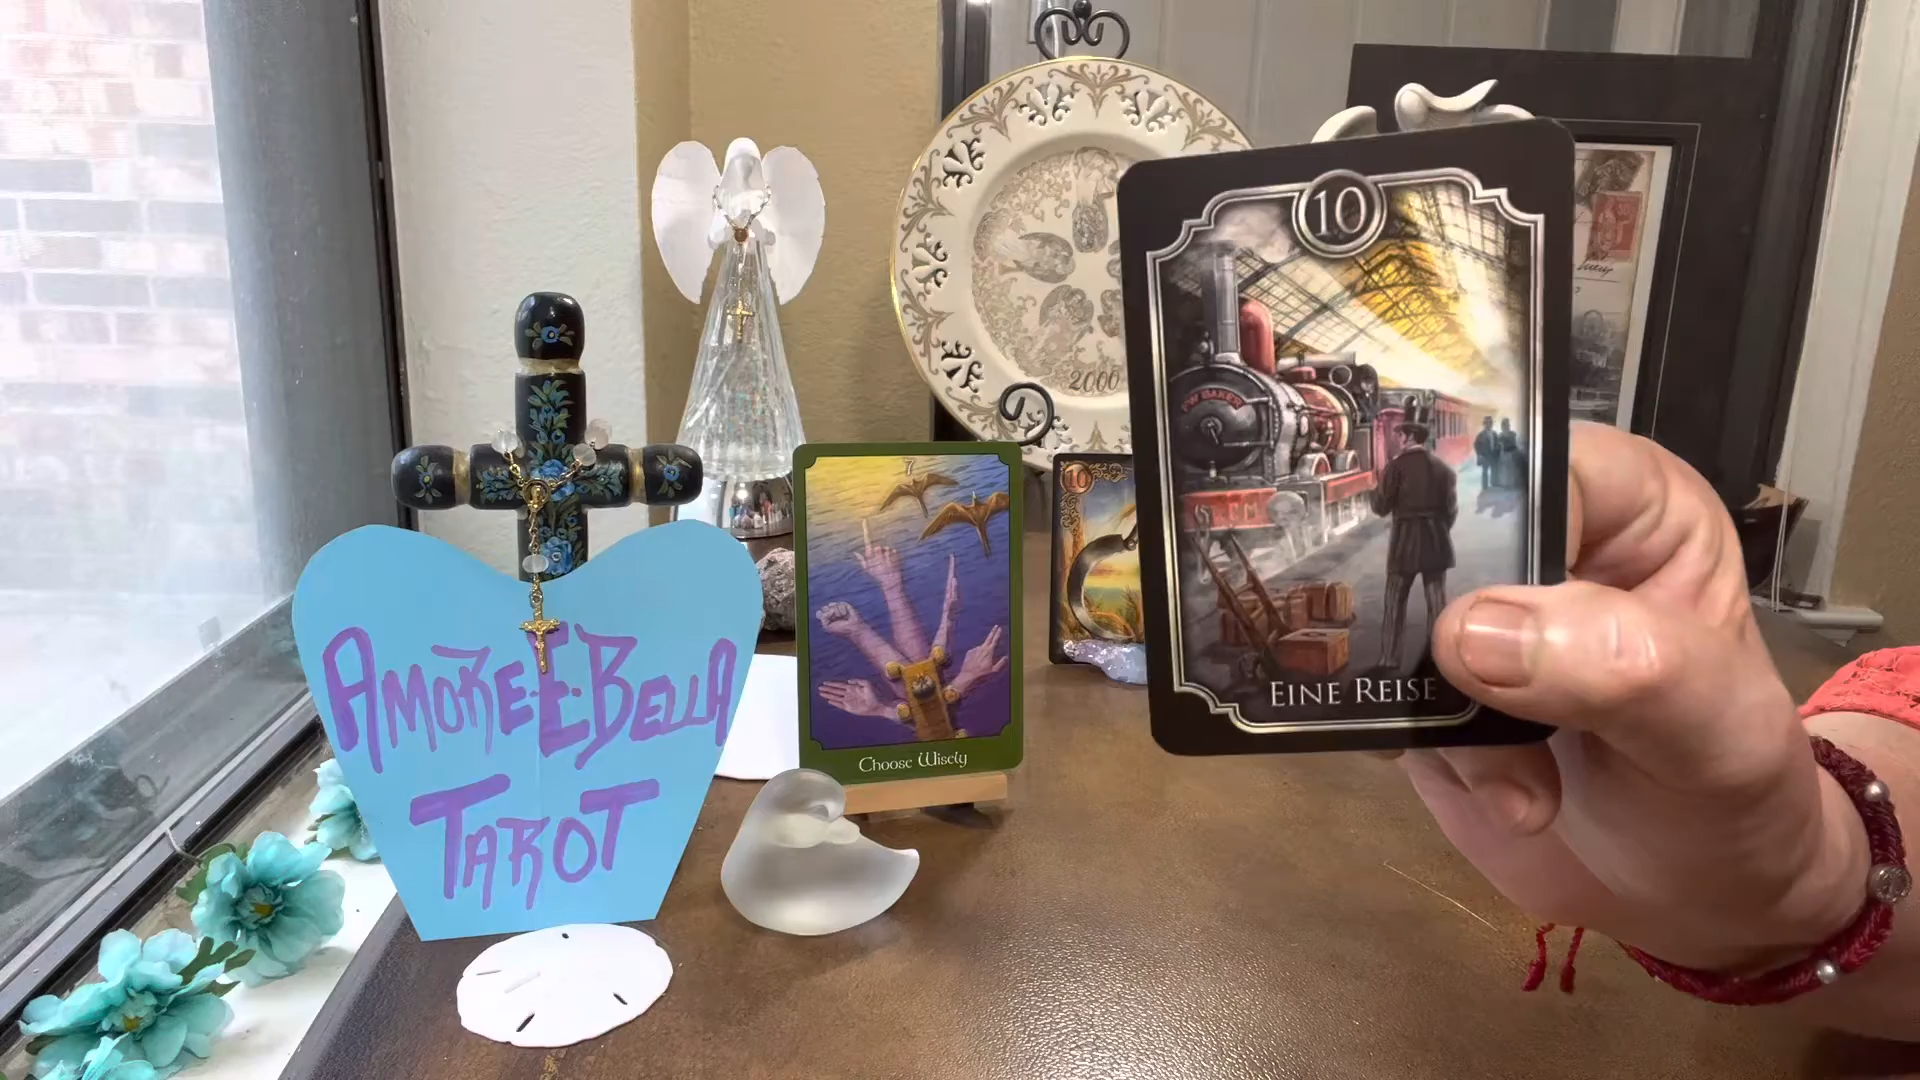 AMORE-E-BELLA
TAROT
7
Choose Wisely
2000
10
10
EINE REISE